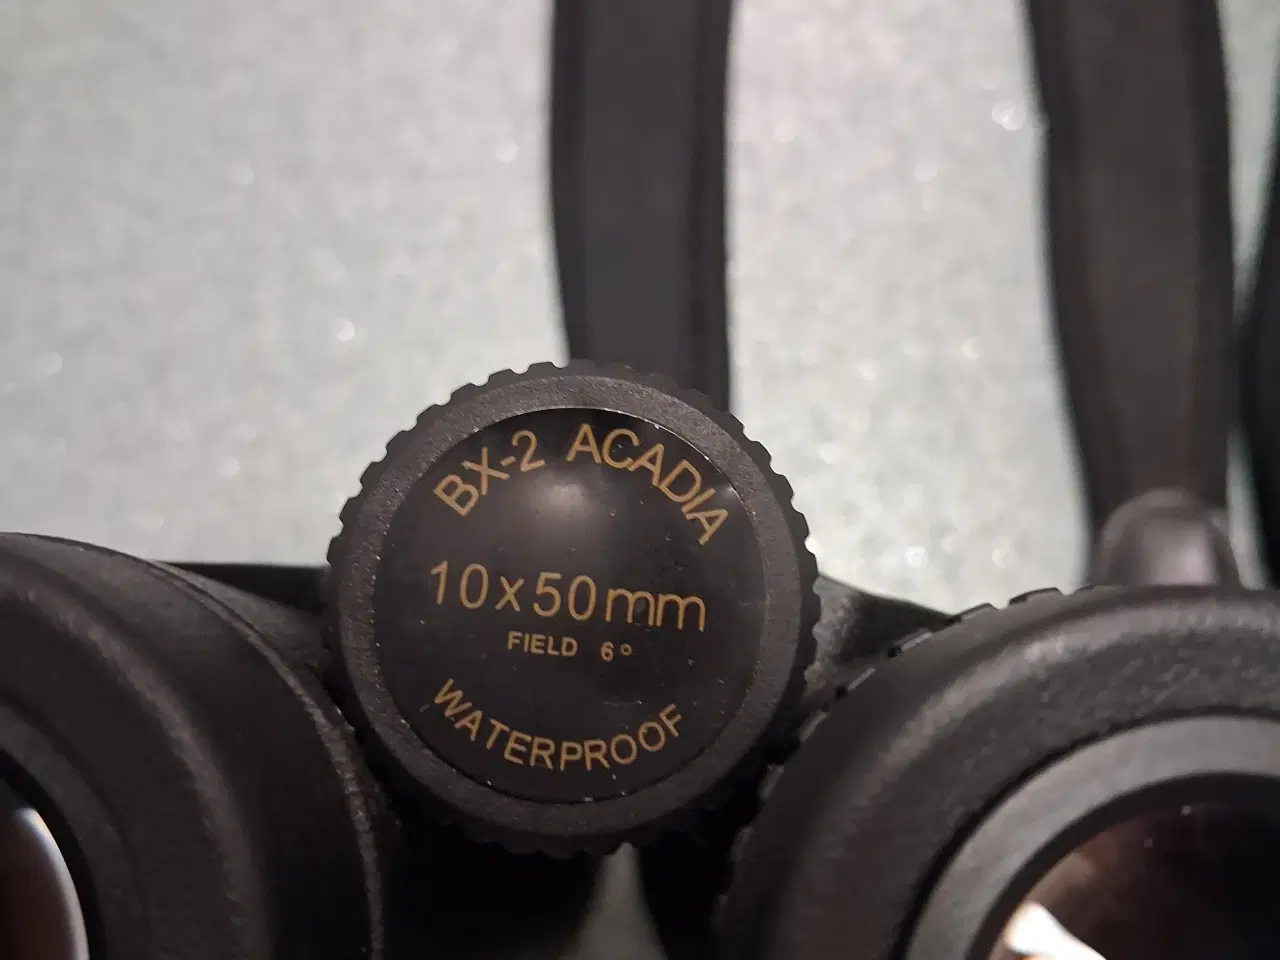 BX-2 ACADIA
10x50mm
FIELD 6°
WATERPROOF